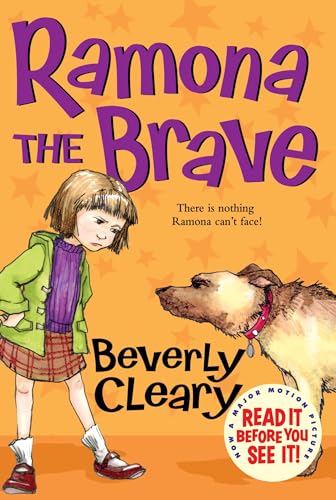 Ramona
THE Brave
There is nothing
Ramona can't face!
Beverly
Cleary
NOW A MAJOR MOTION PICTURE
READ IT
BEFORE YOU
SEE IT!